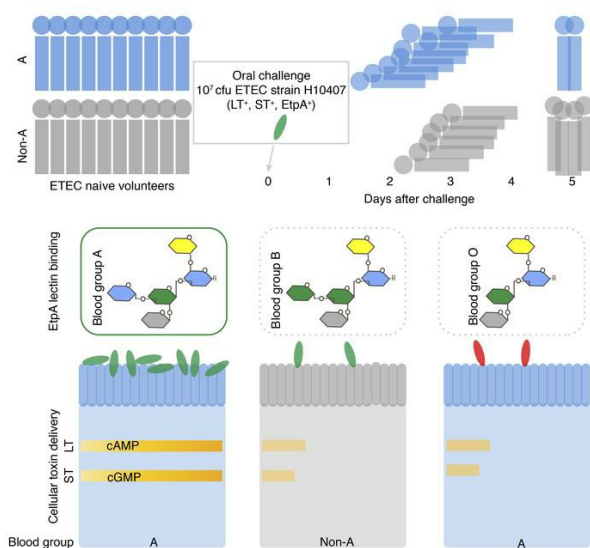 A
Non-A
Oral challenge
10⁷ cfu ETEC strain H10407
(LT⁺, ST⁺, EtpA⁺)
ETEC naive volunteers
0 1 2 3 4 5
Days after challenge
EtpA lectin binding
Blood group A
R
Blood group B
R
Blood group O
R
Cellular toxin delivery
LT
cAMP
ST
cGMP
Blood group
A
Non-A
A